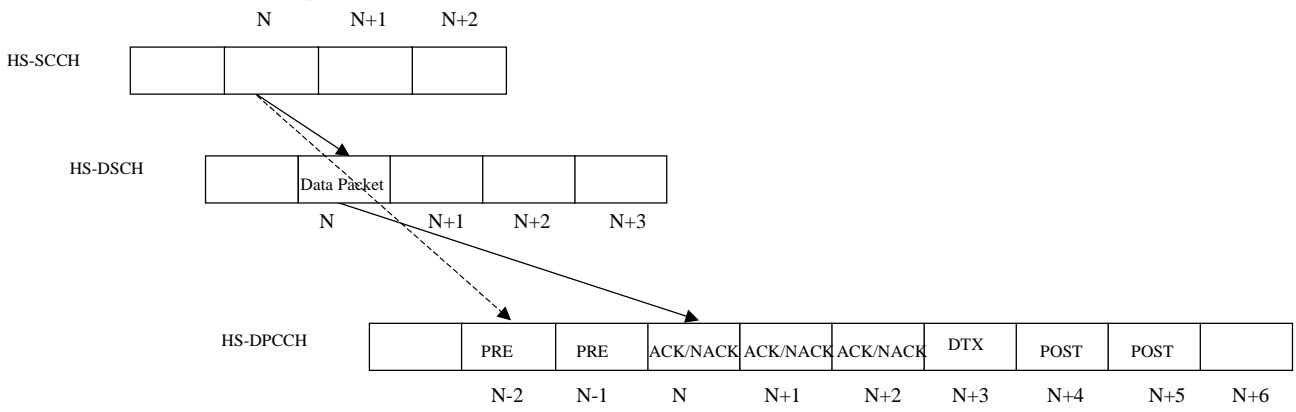 N N+1 N+2
HS-SCCH
HS-DSCH
Data Packet
N N+1 N+2 N+3
HS-DPCCH
PRE PRE ACK/NACK ACK/NACK ACK/NACK DTX POST POST
N-2 N-1 N N+1 N+2 N+3 N+4 N+5 N+6